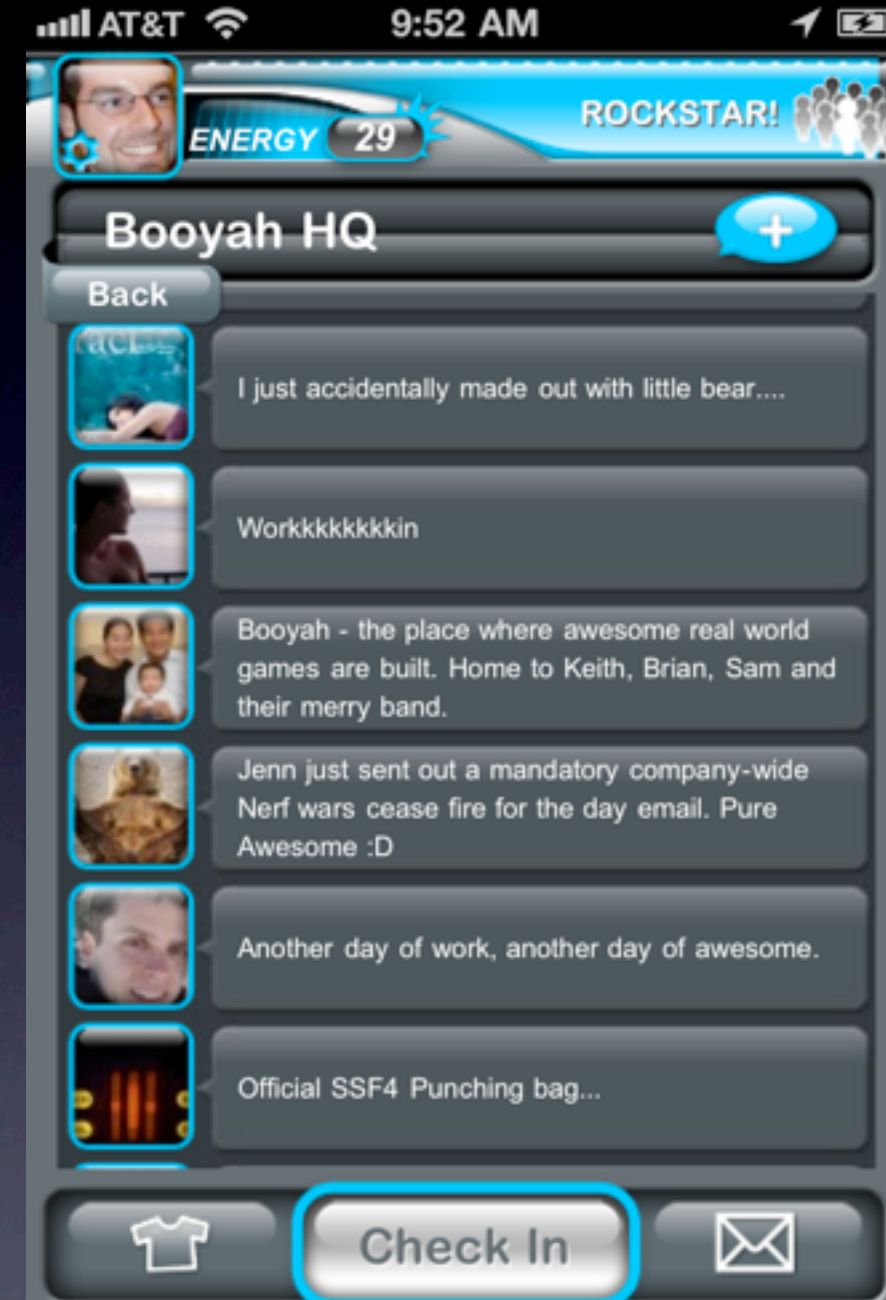 AT&T 9:52 AM
ROCKSTAR!
ENERGY 29
Booyah HQ +
Back
I just accidentally made out with little bear....
Workkkkkkkkkin
Booyah - the place where awesome real world
games are built. Home to Keith, Brian, Sam and
their merry band.
Jenn just sent out a mandatory company-wide
Nerf wars cease fire for the day email. Pure
Awesome :D
Another day of work, another day of awesome.
Official SSF4 Punching bag...
Check In